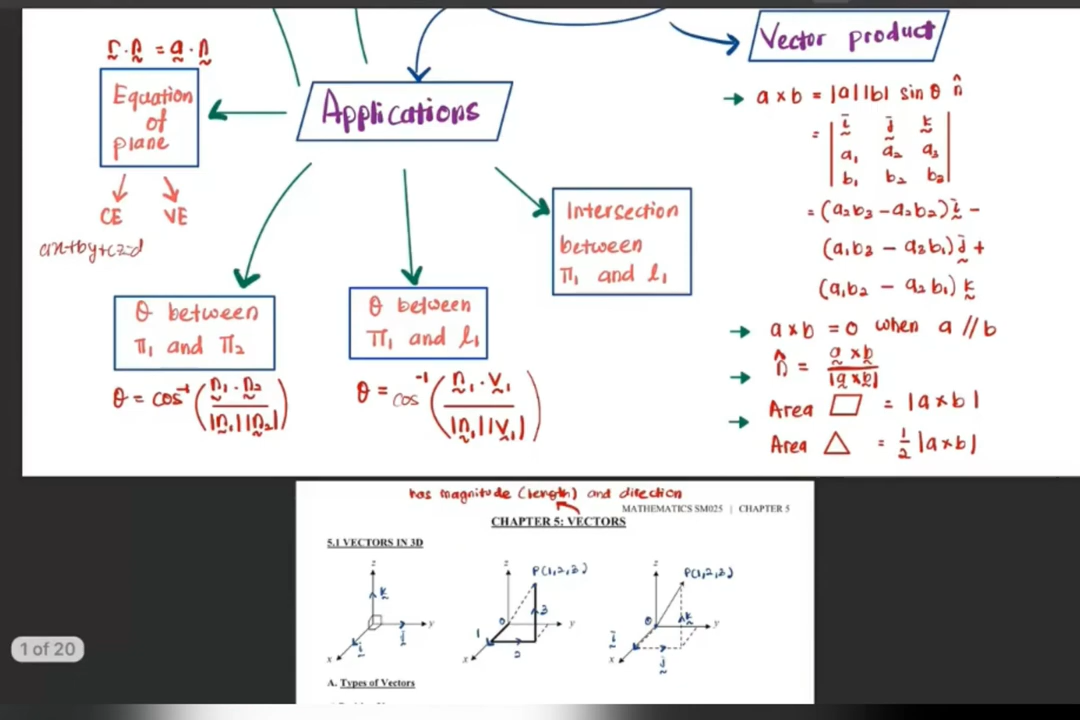 r · n = a · n
Vector product
Equation
of
plane
Applications
→ a x b = |a||b| sin θ n̂
= | i j k |
a₁ a₂ a₃
b₁ b₂ b₃
CE VE
ax+by+cz=d
Intersection
between
π₁ and l₁
= (a₂b₃ - a₃b₂) i -
(a₁b₃ - a₃b₁) j +
(a₁b₂ - a₂b₁) k
θ between
π₁ and π₂
θ between
π₁ and l₁
→ a x b = 0 when a // b
→ n̂ = a x b / |a x b|
θ = cos⁻¹ ( n₁ · n₂ / |n₁||n₂| )
θ = cos⁻¹ ( n₁ · v₁ / |n₁||v₁| )
→ Area ▱ = |a x b|
Area △ = ½ |a x b|
has magnitude (length) and direction
MATHEMATICS SM025 | CHAPTER 5
CHAPTER 5: VECTORS
5.1 VECTORS IN 3D
z
k
y
j
x
i
z
P(1,2,3)
O
3
y
1
2
x
z
P(1,2,3)
O
k
y
i
x
j
1 of 20
A. Types of Vectors